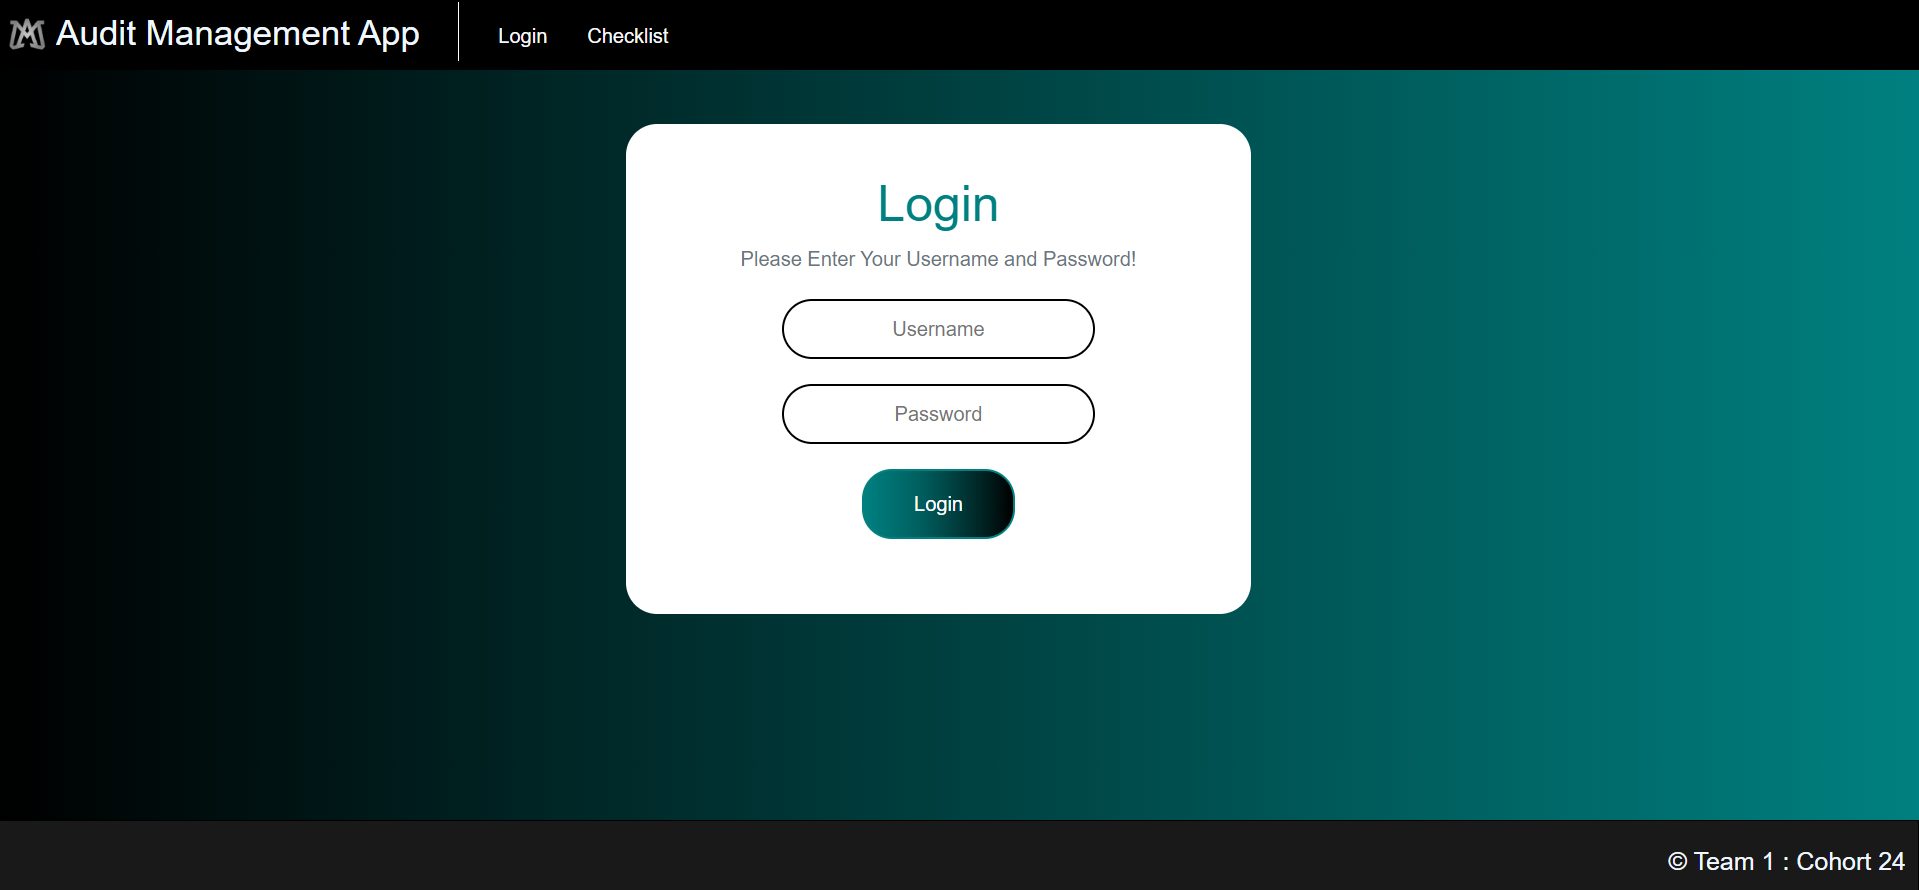 Audit Management App
Login
Checklist
Login
Please Enter Your Username and Password!
Username
Password
Login
© Team 1 : Cohort 24